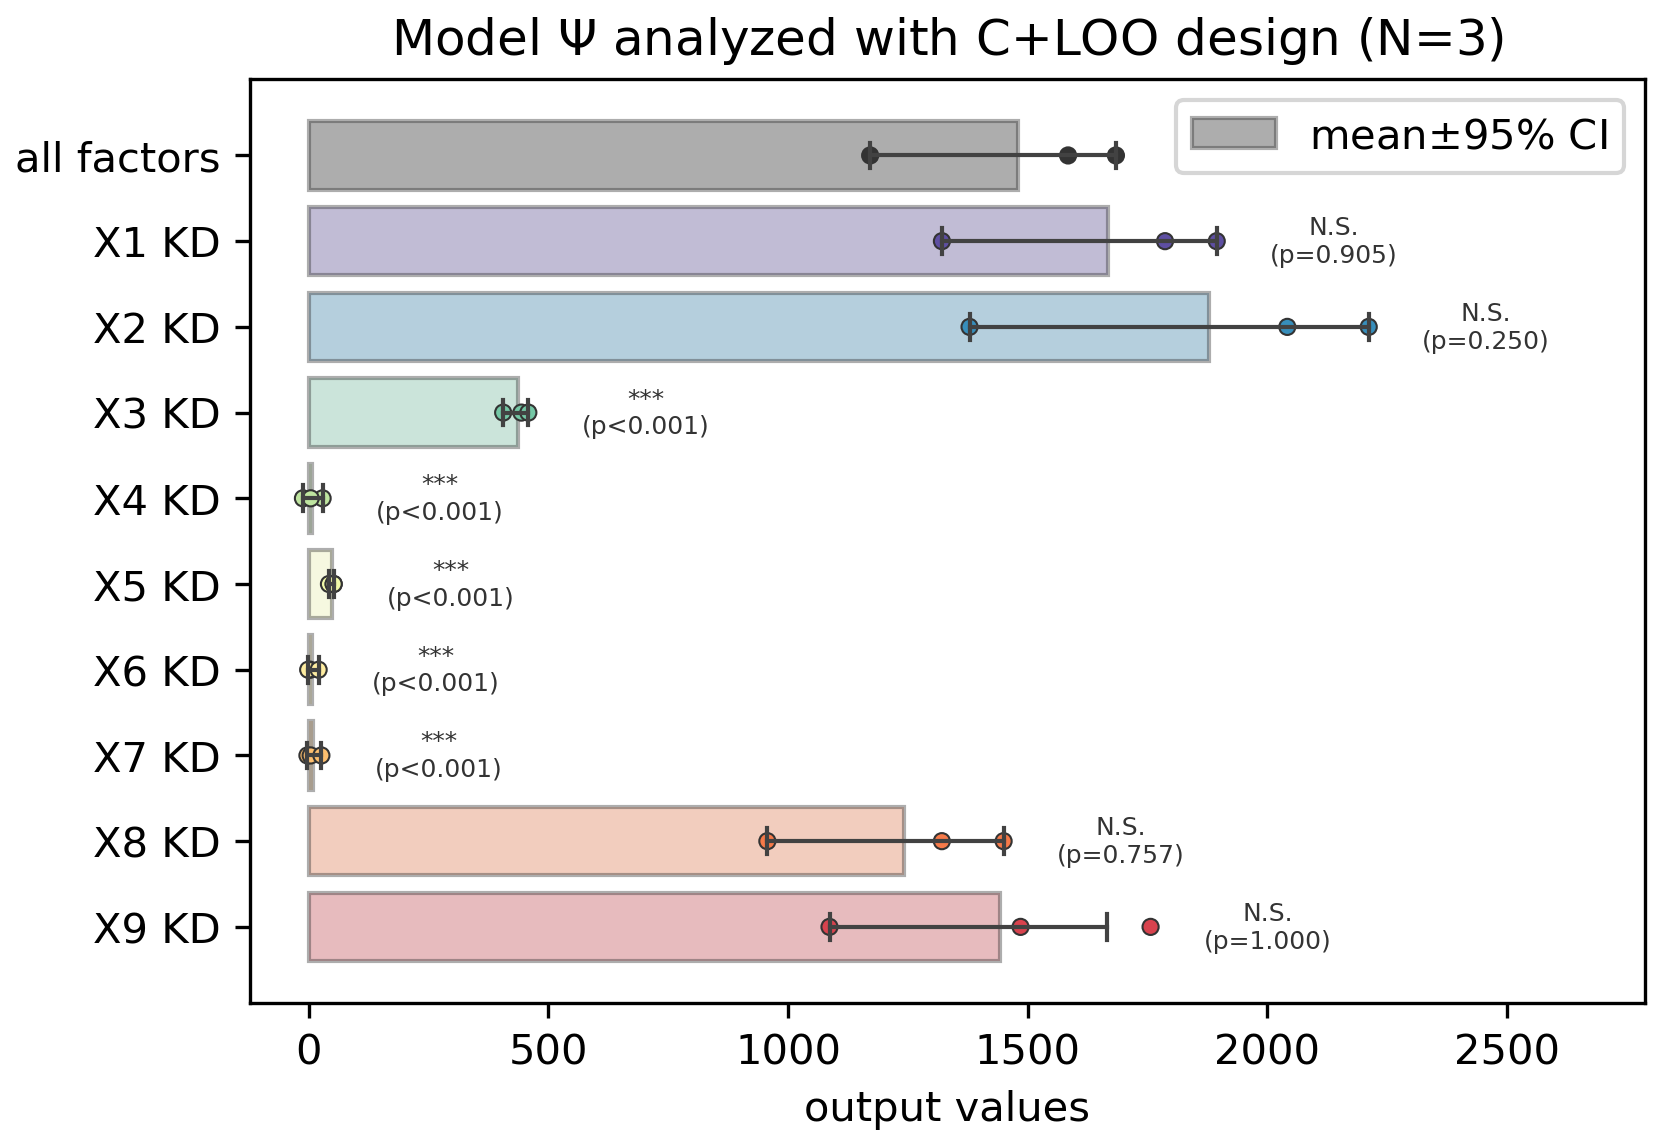 Model Ψ analyzed with C+LOO design (N=3)
mean±95% CI
all factors
X1 KD
N.S.
(p=0.905)
X2 KD
N.S.
(p=0.250)
X3 KD
***
(p<0.001)
X4 KD
***
(p<0.001)
X5 KD
***
(p<0.001)
X6 KD
***
(p<0.001)
X7 KD
***
(p<0.001)
X8 KD
N.S.
(p=0.757)
X9 KD
N.S.
(p=1.000)
0 500 1000 1500 2000 2500
output values